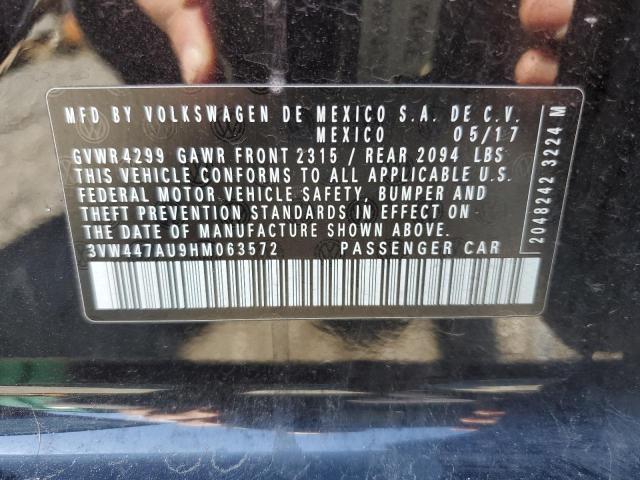 MFD BY VOLKSWAGEN DE MEXICO S.A. DE C.V.
MEXICO 05/17
GVWR 4299 GAWR FRONT 2315 / REAR 2094 LBS
THIS VEHICLE CONFORMS TO ALL APPLICABLE U.S.
FEDERAL MOTOR VEHICLE SAFETY, BUMPER AND
THEFT PREVENTION STANDARDS IN EFFECT ON
THE DATE OF MANUFACTURE SHOWN ABOVE.
3VW447AU9HM063572 PASSENGER CAR
2048242 3224 M